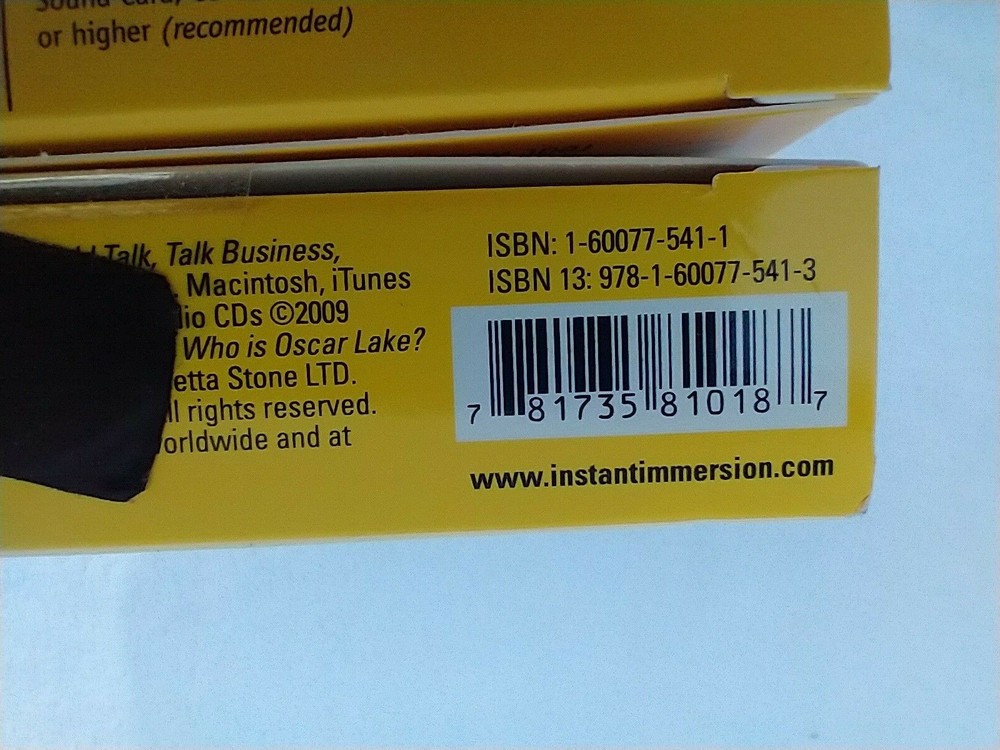 or higher (recommended)
Talk, Talk Business,
Macintosh, iTunes
CDs ©2009
Who is Oscar Lake?
Stone LTD.
rights reserved.
and at
ISBN: 1-60077-541-1
ISBN 13: 978-1-60077-541-3
7 81735 81018 7
www.instantimmersion.com